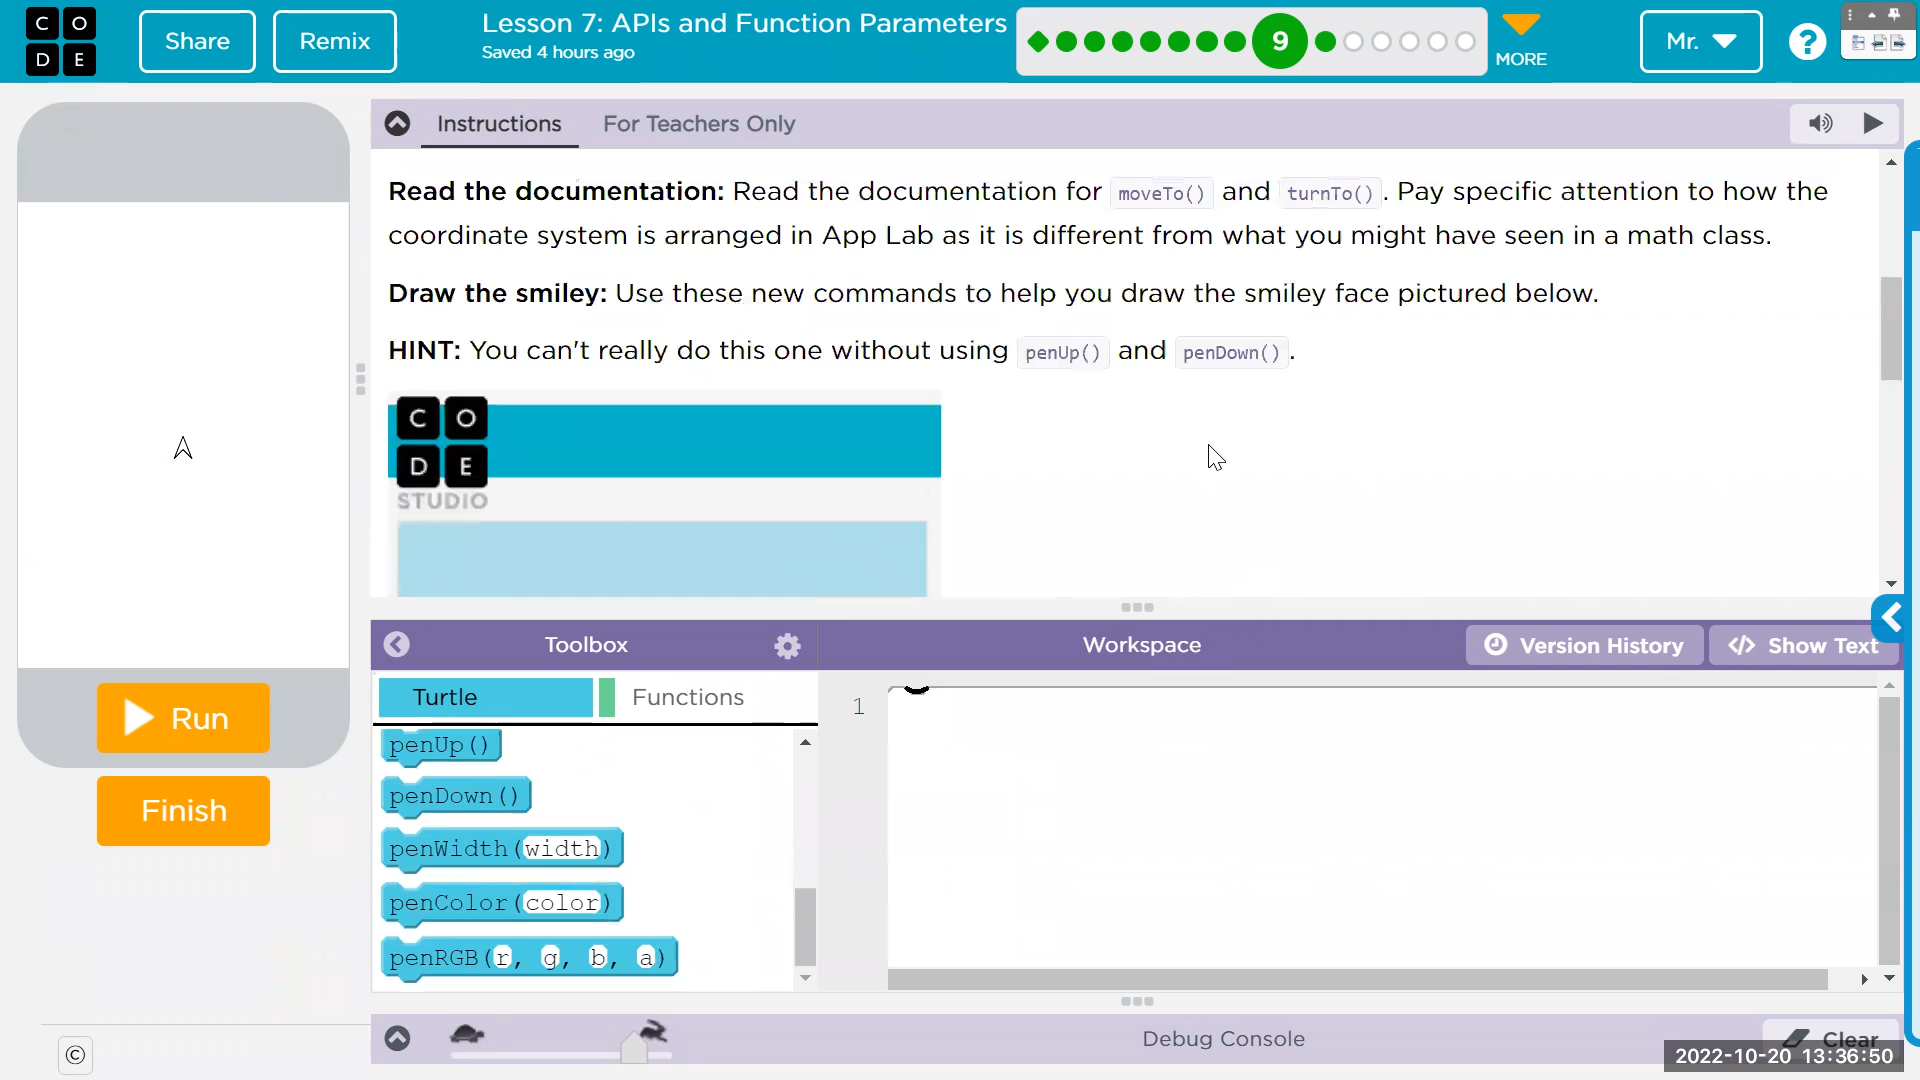 C O
D E
Share
Remix
Lesson 7: APIs and Function Parameters
Saved 4 hours ago
9
MORE
Mr.
?
Instructions
For Teachers Only
Read the documentation: Read the documentation for moveTo() and turnTo(). Pay specific attention to how the
coordinate system is arranged in App Lab as it is different from what you might have seen in a math class.
Draw the smiley: Use these new commands to help you draw the smiley face pictured below.
HINT: You can't really do this one without using penUp() and penDown().
C O
D E
STUDIO
Run
Finish
Toolbox
Workspace
Version History
Show Text
Turtle
Functions
1
penUp()
penDown()
penWidth(width)
penColor(color)
penRGB(r, g, b, a)
Debug Console
Clear
©
2022-10-20 13:36:50